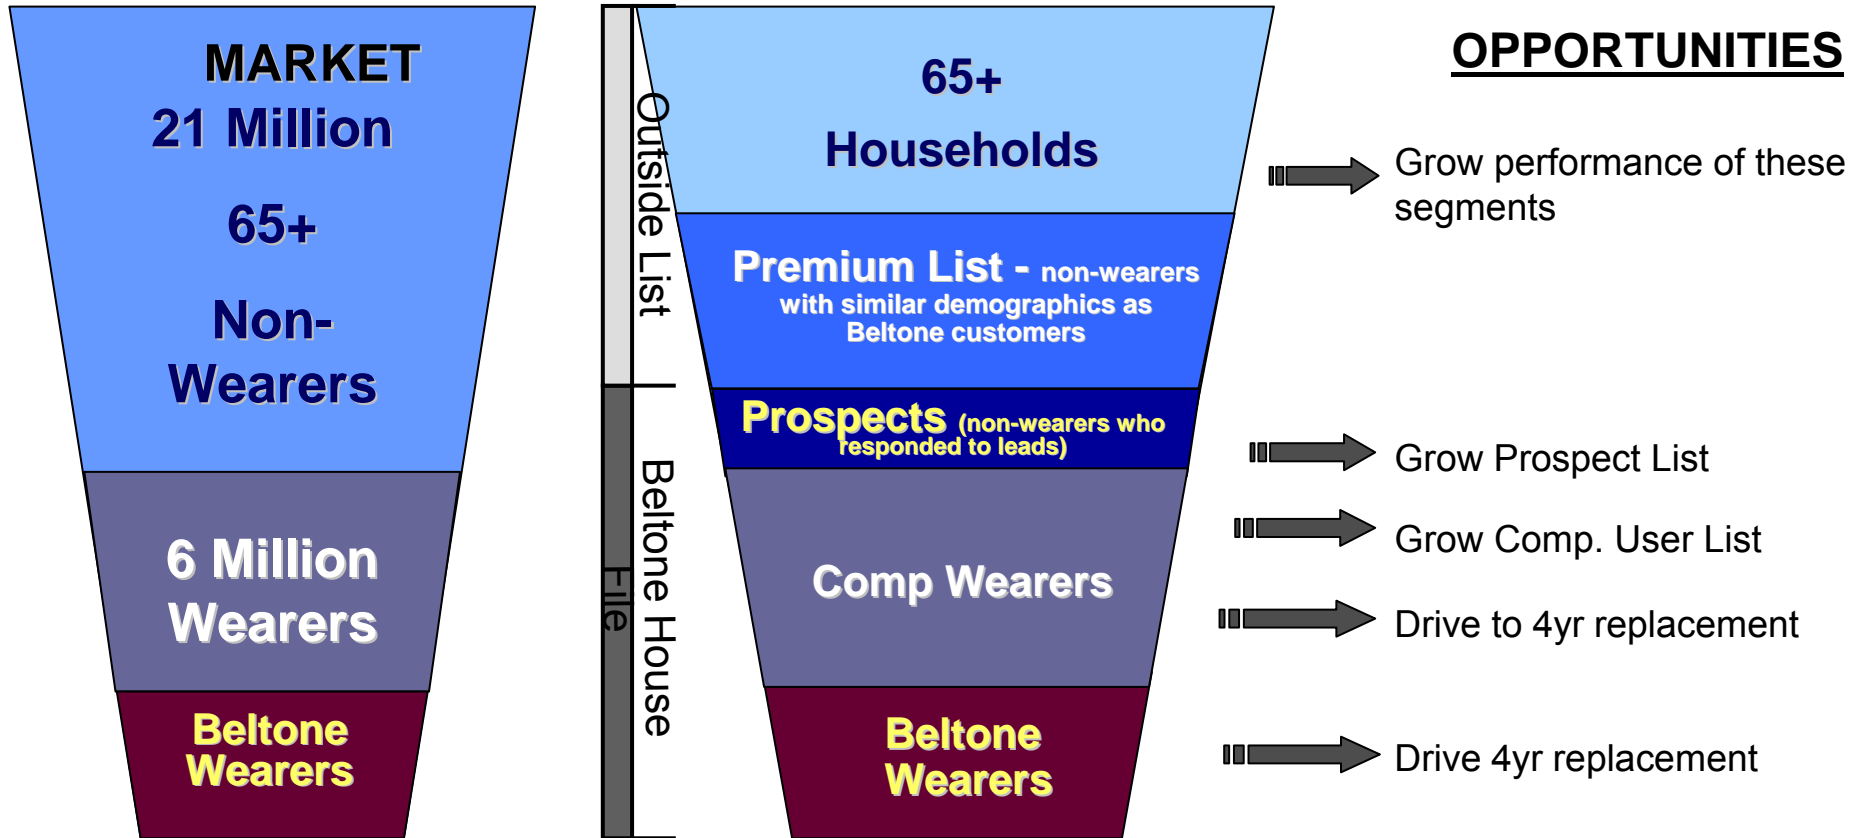 MARKET
21 Million
65+
Non-
Wearers
6 Million
Wearers
Beltone
Wearers
Outside List
Beltone House
File
65+
Households
Premium List - non-wearers
with similar demographics as
Beltone customers
Prospects (non-wearers who
responded to leads)
Comp Wearers
Beltone
Wearers
OPPORTUNITIES
Grow performance of these
segments
Grow Prospect List
Grow Comp. User List
Drive to 4yr replacement
Drive 4yr replacement